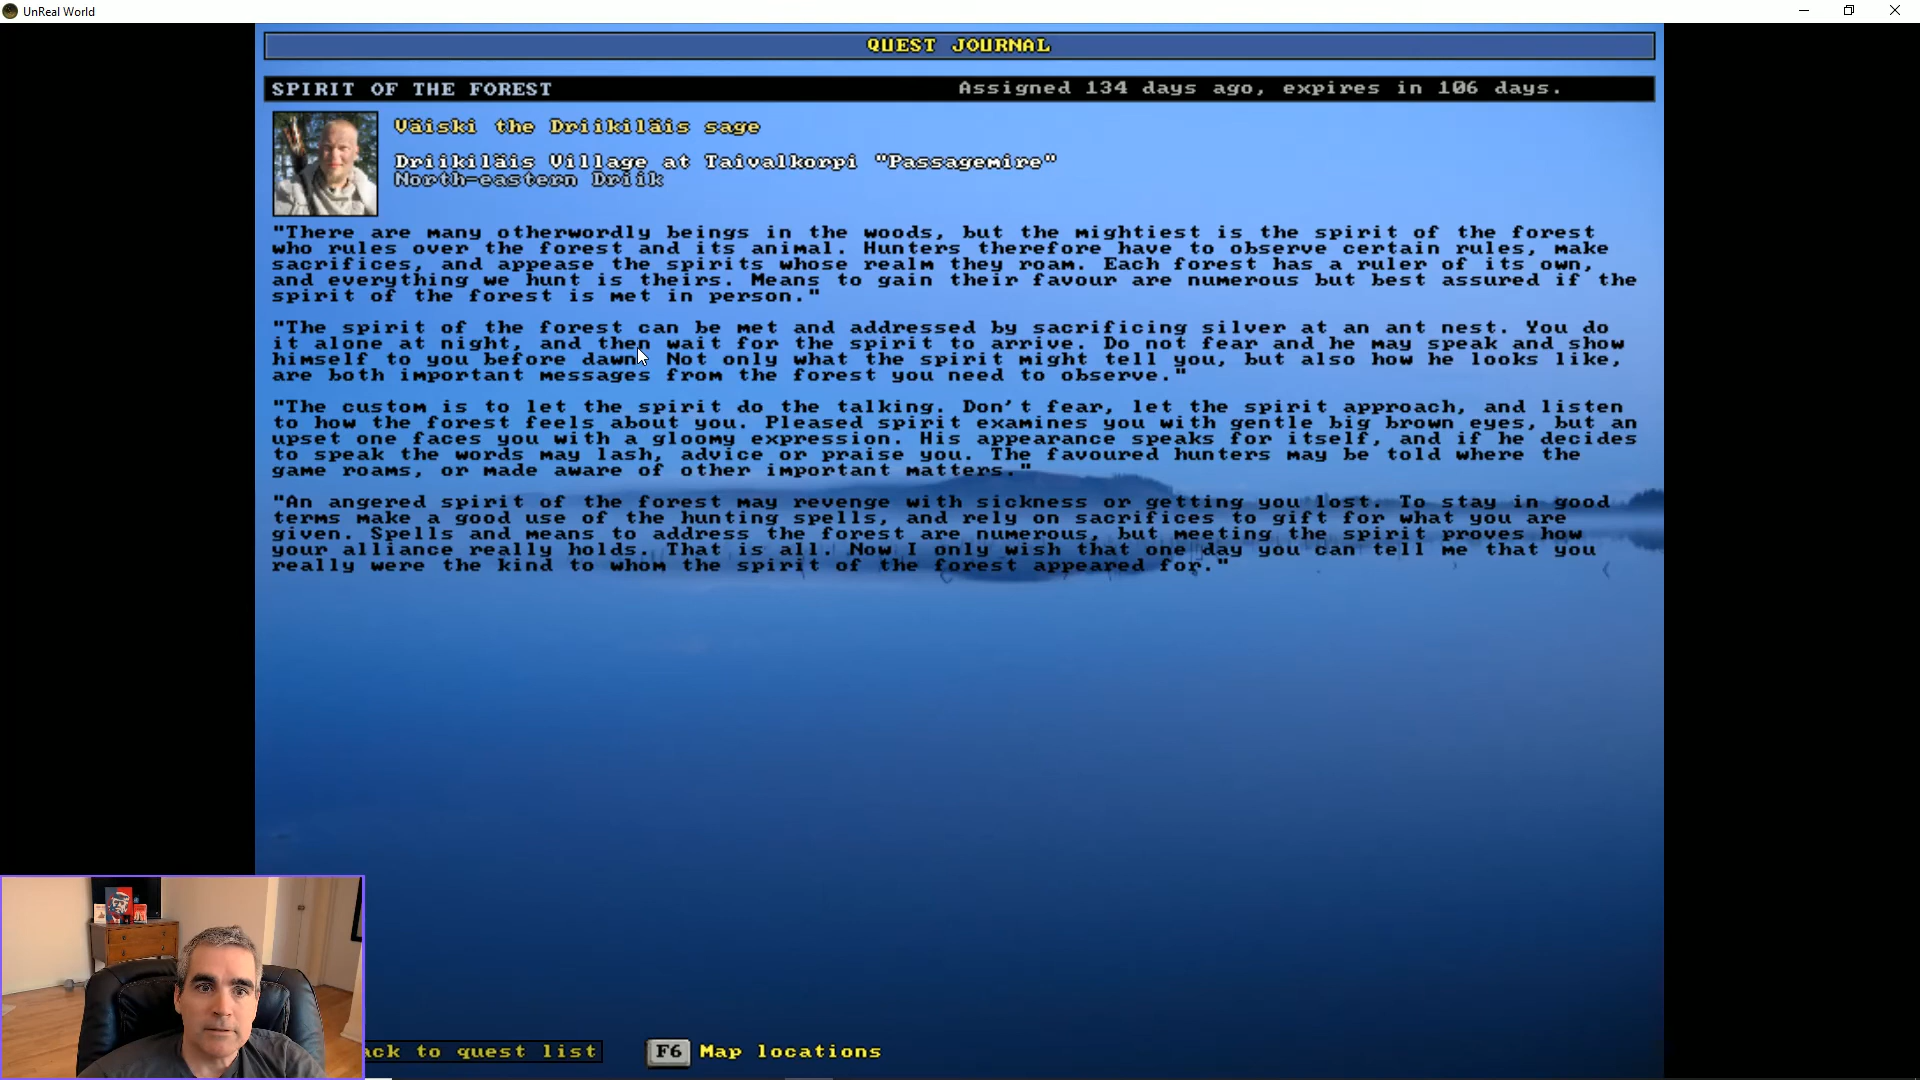 UnReal World
QUEST JOURNAL
SPIRIT OF THE FOREST
Assigned 134 days ago, expires in 106 days.
Väiski the Driikiläis sage
Driikiläis Village at Taivalkorpi "Passagemire"
North-eastern Driik
"There are many otherwordly beings in the woods, but the mightiest is the spirit of the forest
who rules over the forest and its animal. Hunters therefore have to observe certain rules, make
sacrifices, and appease the spirits whose realm they roam. Each forest has a ruler of its own,
and everything we hunt is theirs. Means to gain their favour are numerous but best assured if the
spirit of the forest is met in person."
"The spirit of the forest can be met and addressed by sacrificing silver at an ant nest. You do
it alone at night, and then wait for the spirit to arrive. Do not fear and he may speak and show
himself to you before dawn. Not only what the spirit might tell you, but also how he looks like,
are both important messages from the forest you need to observe."
"The custom is to let the spirit do the talking. Don't fear, let the spirit approach, and listen
to how the forest feels about you. Pleased spirit examines you with gentle big brown eyes, but an
upset one faces you with a gloomy expression. His appearance speaks for itself, and if he decides
to speak the words may lash, advice or praise you. The favoured hunters may be told where the
game roams, or made aware of other important matters."
"An angered spirit of the forest may revenge with sickness or getting you lost. To stay in good
terms make a good use of the hunting spells, and rely on sacrifices to gift for what you are
given. Spells and means to address the forest are numerous, but meeting the spirit proves how
your alliance really holds. That is all. Now I only wish that one day you can tell me that you
really were the kind to whom the spirit of the forest appeared for."
ack to quest list
F6 Map locations